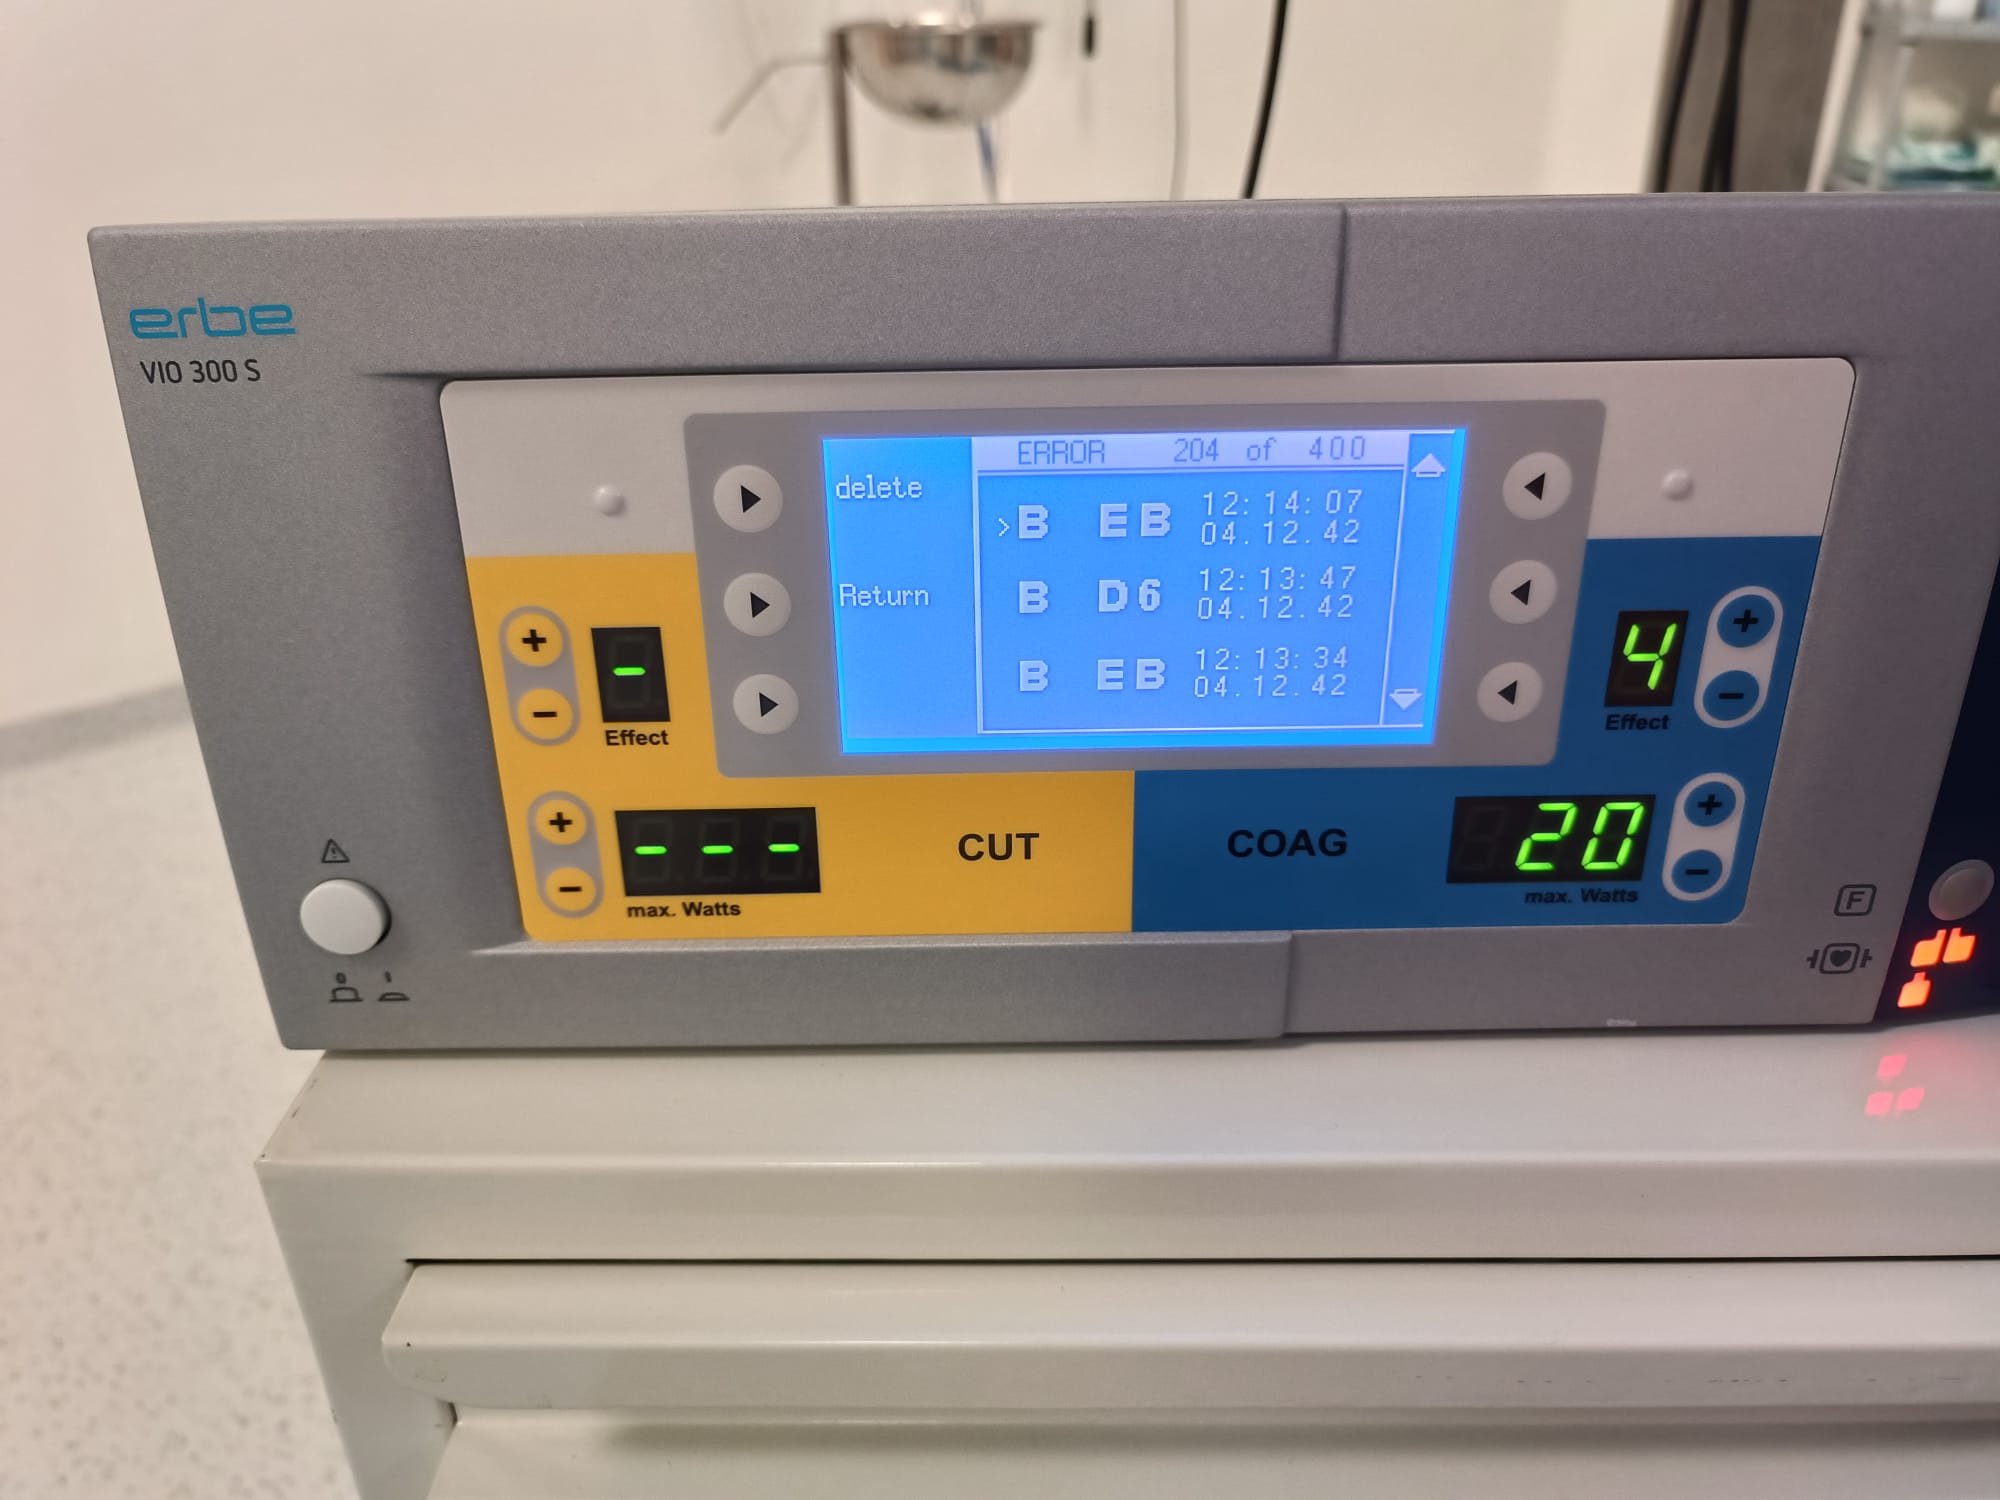 erbe
VIO 300 S
ERROR 204 of 400
delete
>B EB 12:14:07
04.12.42
Return
B D6 12:13:47
04.12.42
B EB 12:13:34
04.12.42
+
-
-
Effect
4
+
-
Effect
+
-
---
max. Watts
CUT
COAG
20
max. Watts
+
-
F